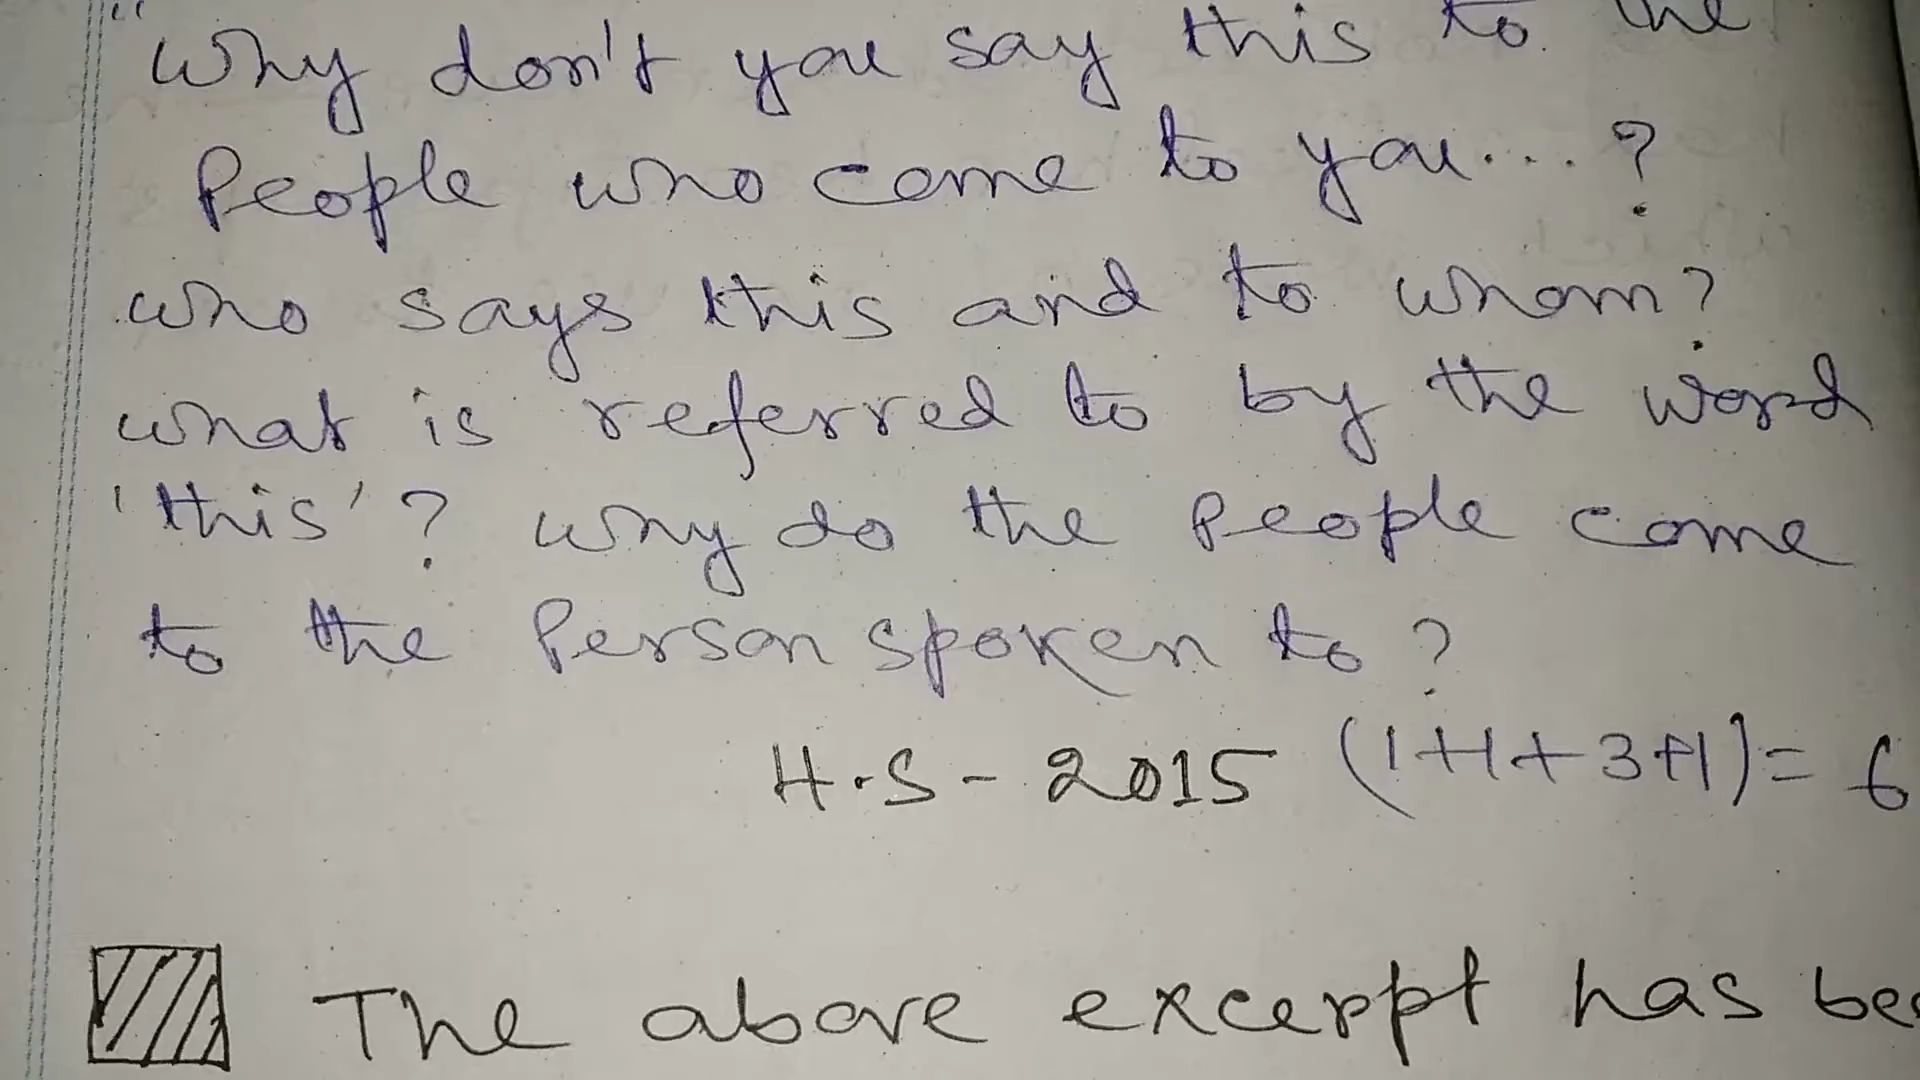 "Why don't you say this to the
People who come to you....?
who says this and to whom?
what is referred to by the word
'this'? why do the people come
to the Person spoken to?
H.S - 2015 (1+1+3+1)= 6
The above excerpt has